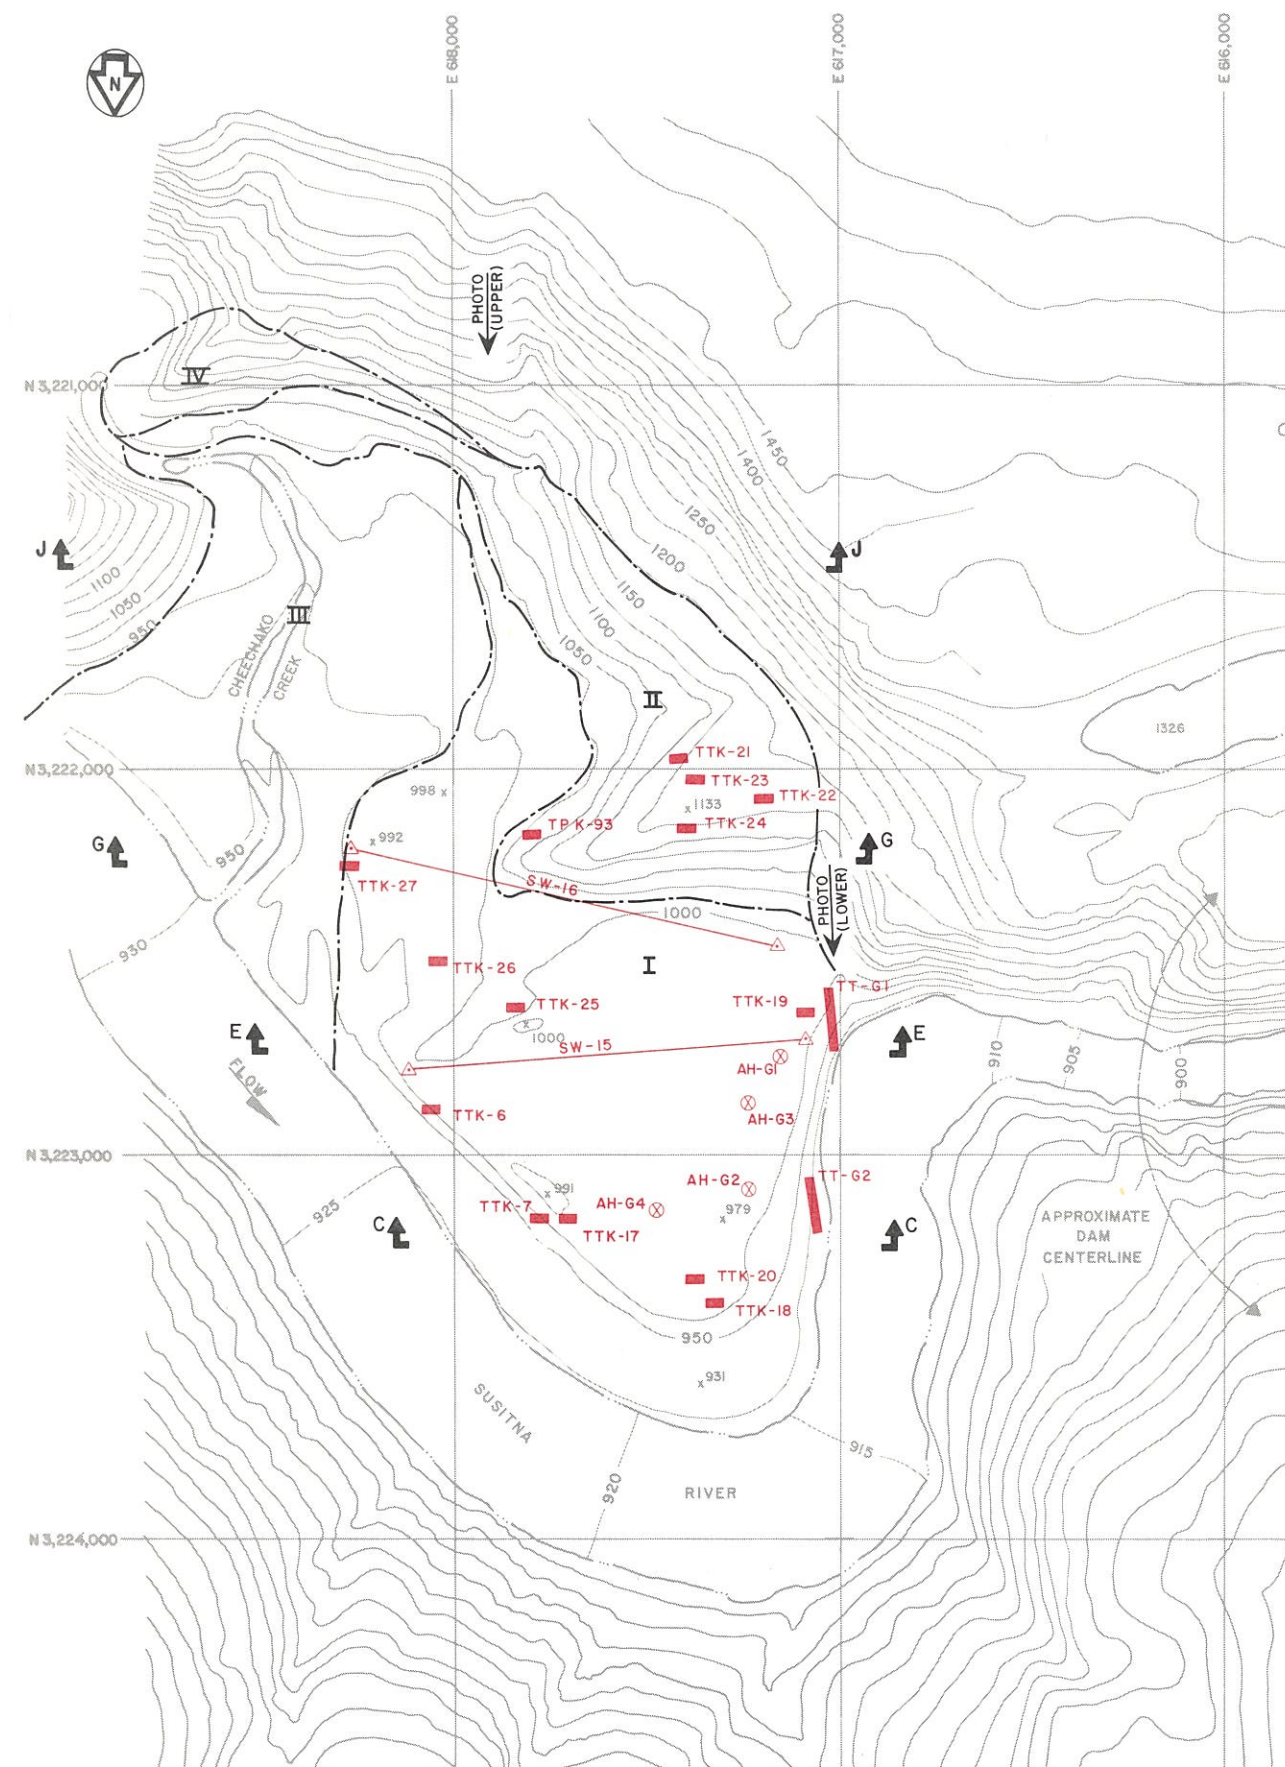 E 618,000
E 617,000
E 616,000
N
PHOTO
(UPPER)
IV
N 3,221,000
1450
1400
1250
1200
J
J
1150
1100
1100
1050
1050
950
III
CHEECHAKO
CREEK
II
1326
TTK-21
N 3,222,000
TTK-23
998 x
TTK-22
x 1133
TPK-93
TTK-24
x 992
G
G
950
TTK-27
SW-16
PHOTO
(LOWER)
1000
930
I
TTK-26
TT-G1
TTK-25
TTK-19
1000
E
E
SW-15
910
905
900
FLOW
AH-G1
TTK-6
AH-G3
N 3,223,000
AH-G2
TT-G2
991
TTK-7
AH-G4
925
C
x 979
C
TTK-17
APPROXIMATE
DAM
CENTERLINE
TTK-20
TTK-18
950
x 931
SUSITNA
915
920
RIVER
N 3,224,000